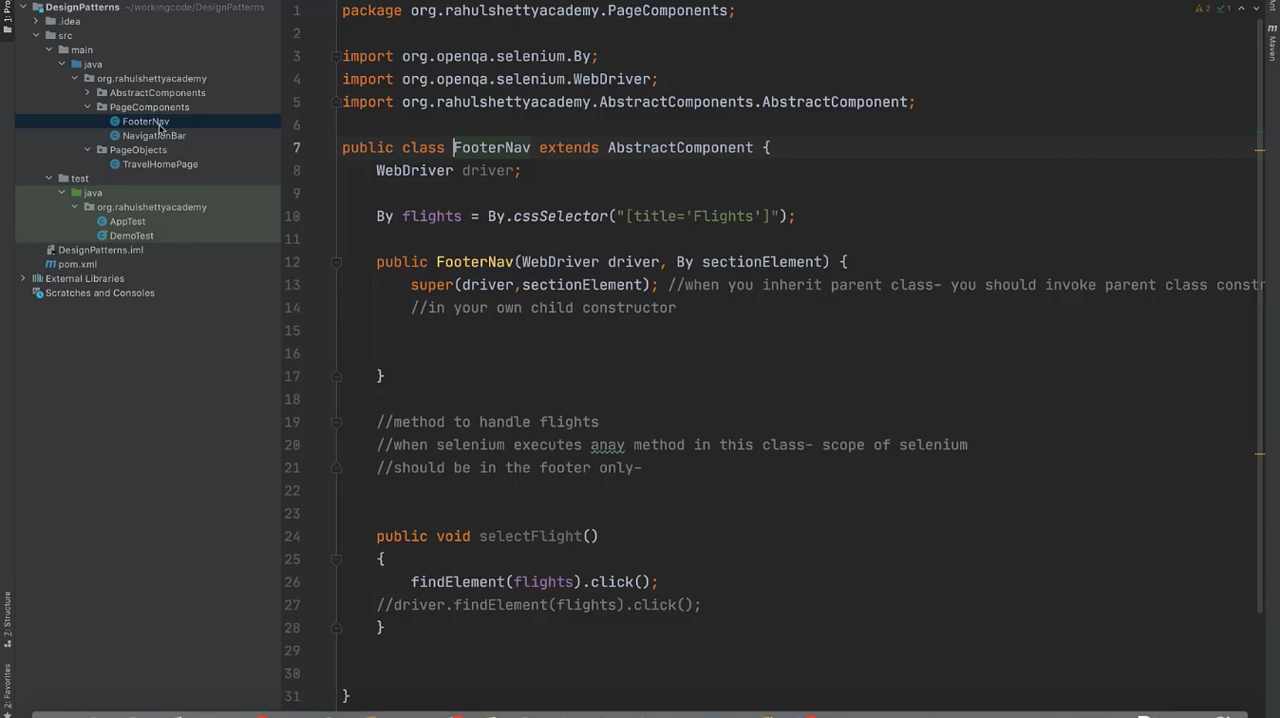 DesignPatterns ~/workingcode/DesignPatterns
.idea
src
main
java
org.rahulshettyacademy
AbstractComponents
PageComponents
FooterNav
NavigationBar
PageObjects
TravelHomePage
test
java
org.rahulshettyacademy
AppTest
DemoTest
DesignPatterns.iml
pom.xml
External Libraries
Scratches and Consoles
Z: Structure
2: Favorites
1 package org.rahulshettyacademy.PageComponents;
2
3 import org.openqa.selenium.By;
4 import org.openqa.selenium.WebDriver;
5 import org.rahulshettyacademy.AbstractComponents.AbstractComponent;
6
7 public class FooterNav extends AbstractComponent {
8 WebDriver driver;
9
10 By flights = By.cssSelector("[title='Flights']");
11
12 public FooterNav(WebDriver driver, By sectionElement) {
13 super(driver,sectionElement); //when you inherit parent class- you should invoke parent class constr
14 //in your own child constructor
15
16
17 }
18
19 //method to handle flights
20 //when selenium executes anay method in this class- scope of selenium
21 //should be in the footer only-
22
23
24 public void selectFlight()
25 {
26 findElement(flights).click();
27 //driver.findElement(flights).click();
28 }
29
30
31 }
2 1
Maven